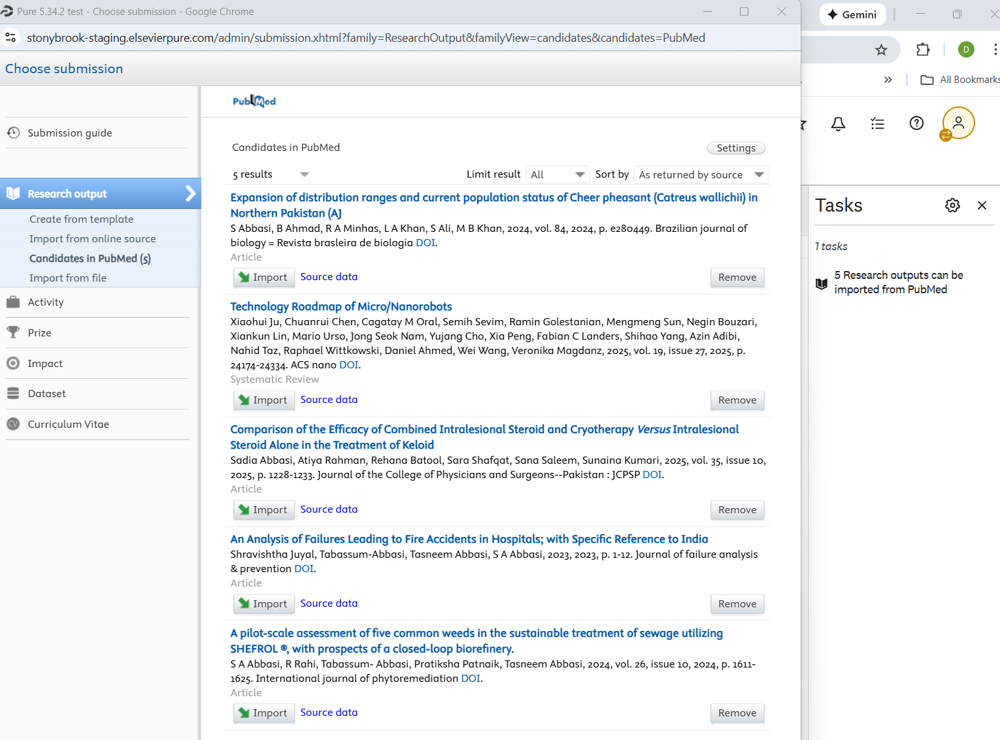 Pure 5.34.2 test - Choose submission - Google Chrome
Gemini
stonybrook-staging.elsevierpure.com/admin/submission.xhtml?family=ResearchOutput&familyView=candidates&candidates=PubMed
D
All Bookmarks
Choose submission
PubMed
Submission guide
Research output
Create from template
Import from online source
Candidates in PubMed (5)
Import from file
Activity
Prize
Impact
Dataset
CV
Curriculum Vitae
Candidates in PubMed
Settings
5 results
Limit result
All
Sort by
As returned by source
Expansion of distribution ranges and current population status of Cheer pheasant (Catreus wallichii) in
Northern Pakistan (AJ
S Abbasi, B Ahmad, R A Minhas, L A Khan, S Ali, M B Khan, 2024, vol. 84, 2024, p. e280449. Brazilian journal of
biology = Revista brasleira de biologia DOI.
Article
Import
Source data
Remove
Technology Roadmap of Micro/Nanorobots
Xiaohui Ju, Chuanrui Chen, Cagatay M Oral, Semih Sevim, Ramin Golestanian, Mengmeng Sun, Negin Bouzari,
Xiankun Lin, Mario Urso, Jong Seok Nam, Yujang Cho, Xia Peng, Fabian C Landers, Shihao Yang, Azin Adibi,
Nahid Taz, Raphael Wittkowski, Daniel Ahmed, Wei Wang, Veronika Magdanz, 2025, vol. 19, issue 27, 2025, p.
24174-24334. ACS nano DOI.
Systematic Review
Import
Source data
Remove
Comparison of the Efficacy of Combined Intralesional Steroid and Cryotherapy Versus Intralesional
Steroid Alone in the Treatment of Keloid
Sadia Abbasi, Atiya Rahman, Rehana Batool, Sara Shafqat, Sana Saleem, Sunaina Kumari, 2025, vol. 35, issue 10,
2025, p. 1228-1233. Journal of the College of Physicians and Surgeons--Pakistan : JCPSP DOI.
Article
Import
Source data
Remove
An Analysis of Failures Leading to Fire Accidents in Hospitals; with Specific Reference to India
Shravishtha Juyal, Tabassum-Abbasi, Tasneem Abbasi, S A Abbasi, 2023, 2023, p. 1-12. Journal of failure analysis
& prevention DOI.
Article
Import
Source data
Remove
A pilot-scale assessment of five common weeds in the sustainable treatment of sewage utilizing
SHEFROL ®, with prospects of a closed-loop biorefinery.
S A Abbasi, R Rahi, Tabassum- Abbasi, Pratiksha Patnaik, Tasneem Abbasi, 2024, vol. 26, issue 10, 2024, p. 1611-
1625. International journal of phytoremediation DOI.
Article
Import
Source data
Remove
Tasks
1 tasks
5 Research outputs can be
imported from PubMed